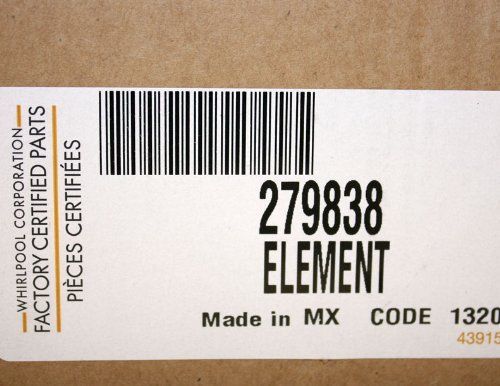 WHIRLPOOL CORPORATION
FACTORY CERTIFIED PARTS
PIÈCES CERTIFIÉES
279838
ELEMENT
Made in MX CODE 1320
43915